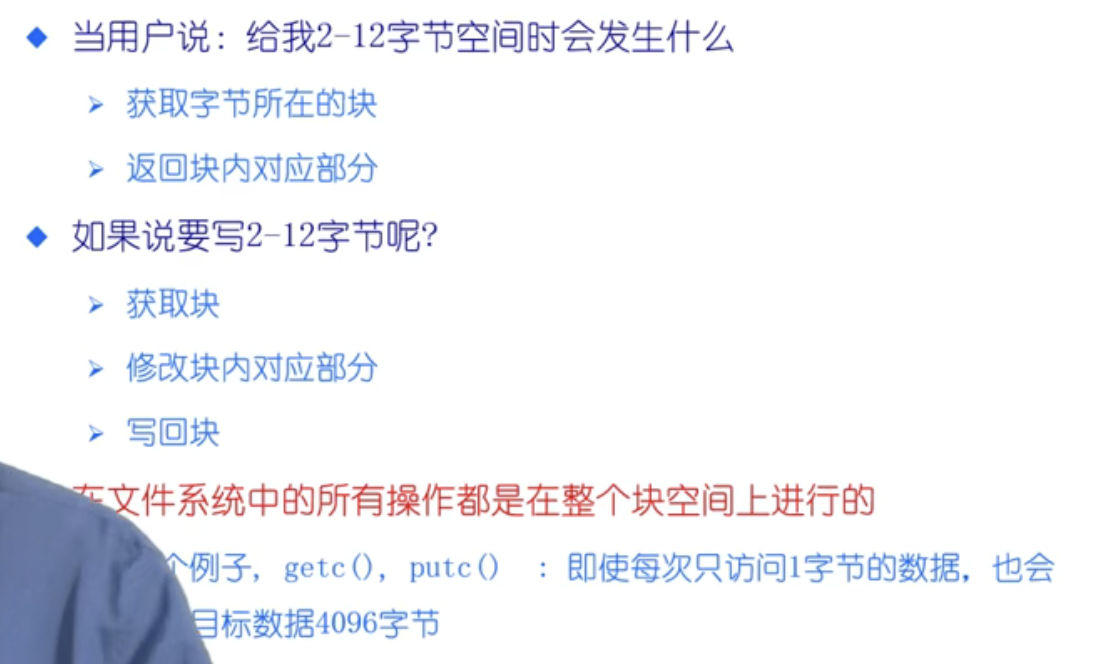 当用户说：给我2-12字节空间时会发生什么
获取字节所在的块
返回块内对应部分
如果说要写2-12字节呢?
获取块
修改块内对应部分
写回块
在文件系统中的所有操作都是在整个块空间上进行的
个例子, getc(), putc() : 即使每次只访问1字节的数据, 也会
目标数据4096字节